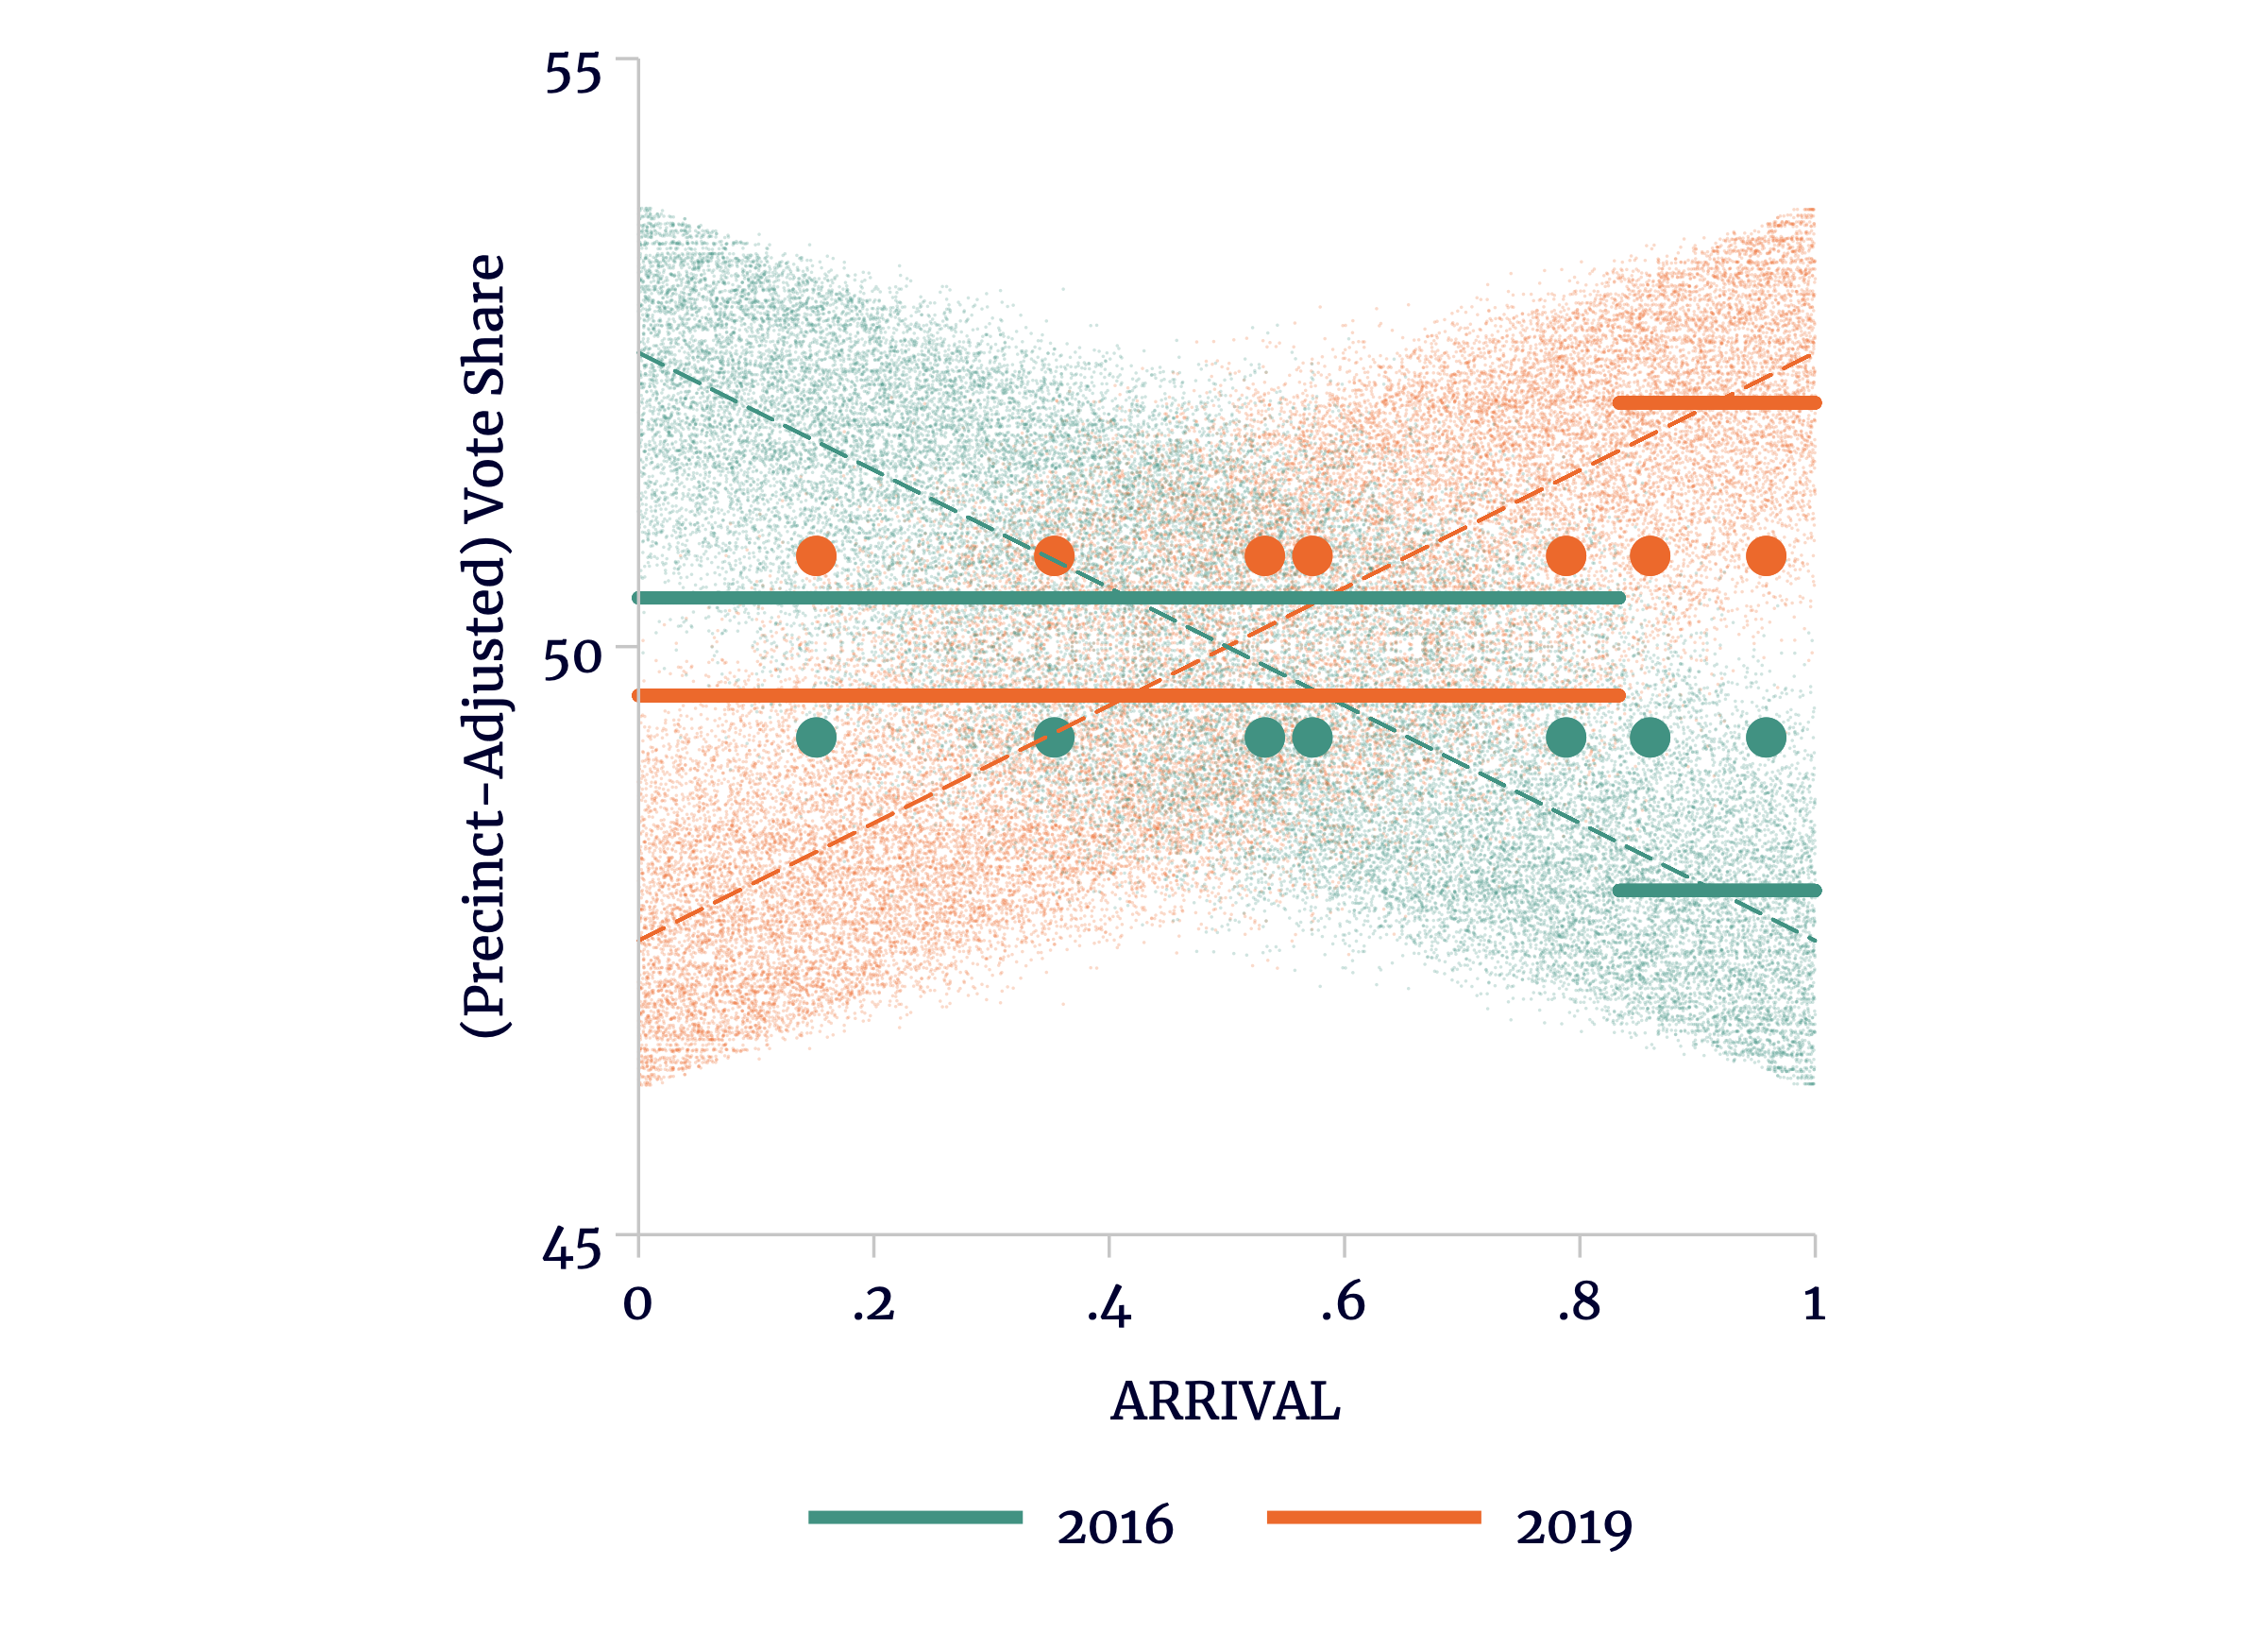 55
50
45
(Precinct-Adjusted) Vote Share
0 .2 .4 .6 .8 1
ARRIVAL
2016 2019